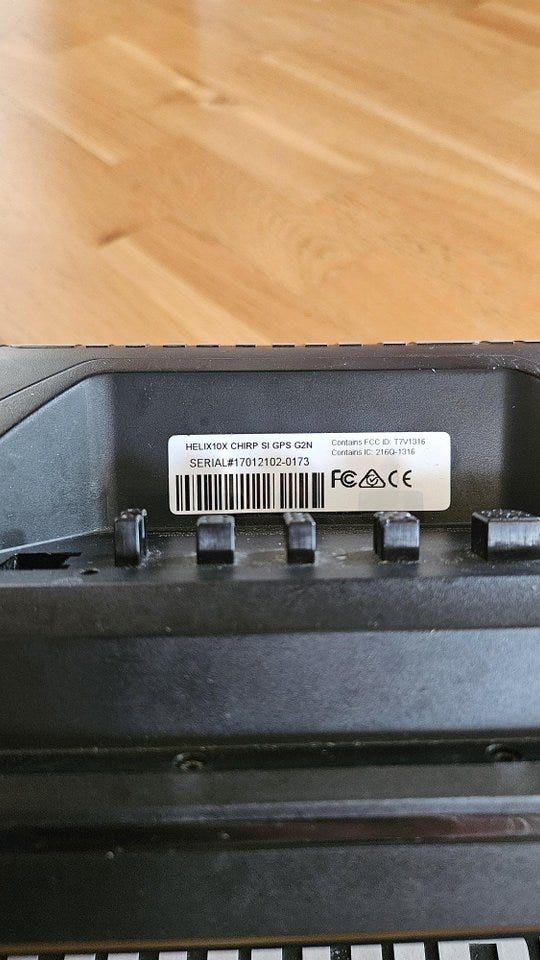 HELIX10X CHIRP SI GPS G2N
SERIAL#17012102-0173
Contains FCC ID: T7V1316
Contains IC: 216Q-1316
FC CE